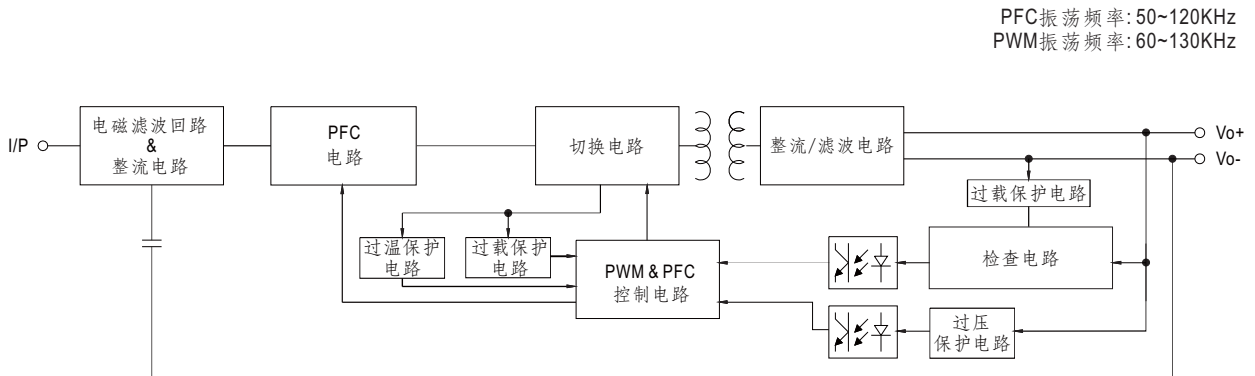 PFC振荡频率: 50~120KHz
PWM振荡频率: 60~130KHz
I/P
电磁滤波回路
&
整流电路
PFC
电路
切换电路
整流/滤波电路
Vo+
Vo-
过载保护电路
过温保护
电路
过载保护
电路
PWM & PFC
控制电路
检查电路
过压
保护电路